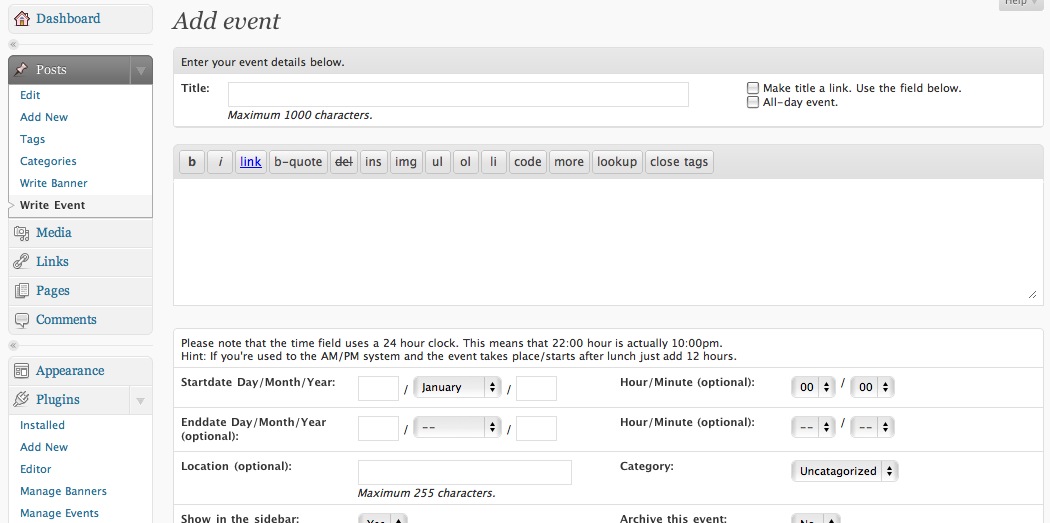 Help
Dashboard
Add event
Posts
Edit
Add New
Tags
Categories
Write Banner
Write Event
Media
Links
Pages
Comments
Appearance
Plugins
Installed
Add New
Editor
Manage Banners
Manage Events
Enter your event details below.
Title:
Make title a link. Use the field below.
All-day event.
Maximum 1000 characters.
b i link b-quote del ins img ul ol li code more lookup close tags
Please note that the time field uses a 24 hour clock. This means that 22:00 hour is actually 10:00pm.
Hint: If you're used to the AM/PM system and the event takes place/starts after lunch just add 12 hours.
Startdate Day/Month/Year: / January / Hour/Minute (optional): 00 / 00
Enddate Day/Month/Year / -- / Hour/Minute (optional): -- / --
(optional):
Location (optional): Category: Uncatagorized
Maximum 255 characters.
Show in the sidebar: Yes Archive this event: No